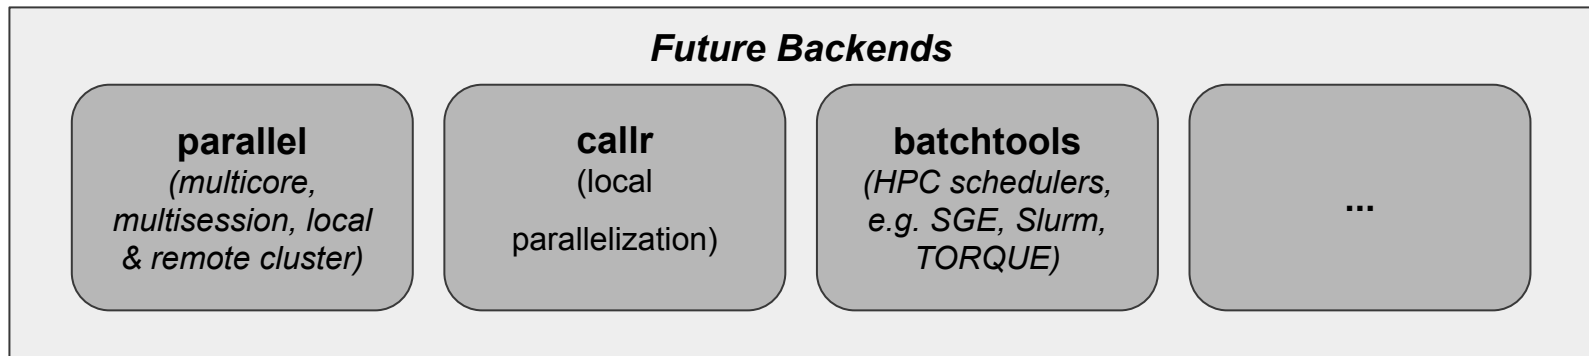 Future Backends
parallel
(multicore,
multisession, local
& remote cluster)
callr
(local
parallelization)
batchtools
(HPC schedulers,
e.g. SGE, Slurm,
TORQUE)
...